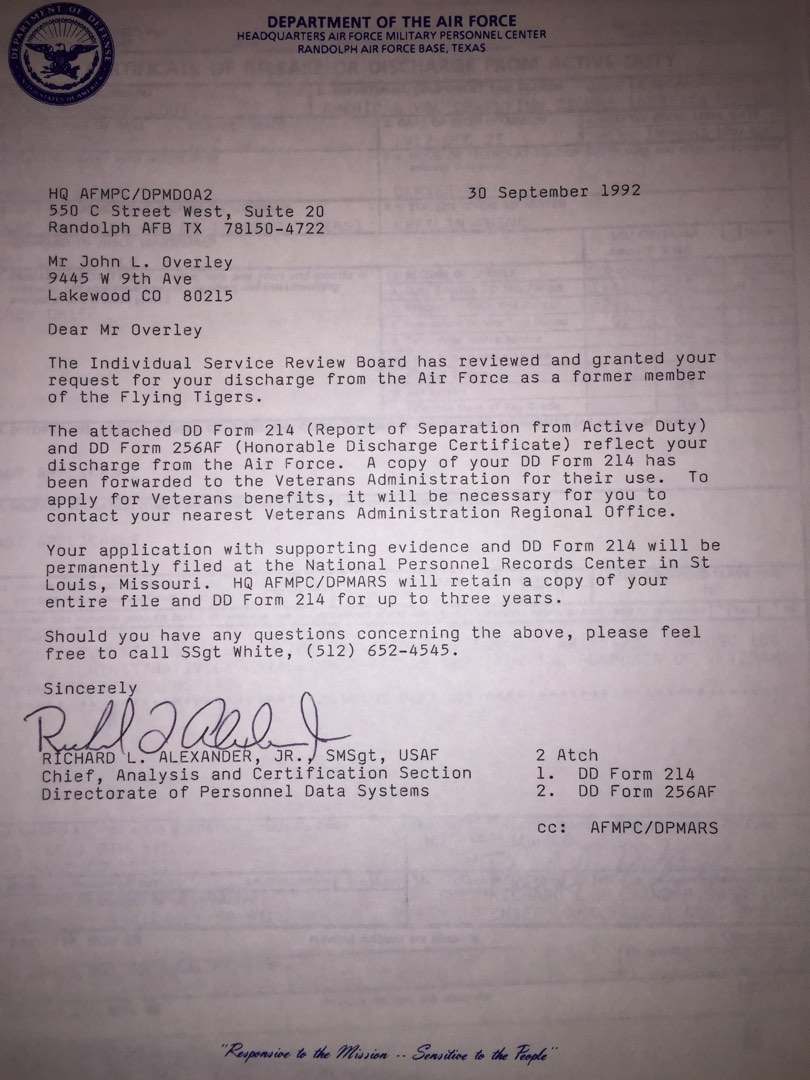 DEPARTMENT OF THE AIR FORCE
HEADQUARTERS AIR FORCE MILITARY PERSONNEL CENTER
RANDOLPH AIR FORCE BASE, TEXAS
DEPARTMENT OF DEFENSE
UNITED STATES OF AMERICA
HQ AFMPC/DPMDOA2
30 September 1992
550 C Street West, Suite 20
Randolph AFB TX 78150-4722
Mr John L. Overley
9445 W 9th Ave
Lakewood CO 80215
Dear Mr Overley
The Individual Service Review Board has reviewed and granted your
request for your discharge from the Air Force as a former member
of the Flying Tigers.
The attached DD Form 214 (Report of Separation from Active Duty)
and DD Form 256AF (Honorable Discharge Certificate) reflect your
discharge from the Air Force. A copy of your DD Form 214 has
been forwarded to the Veterans Administration for their use. To
apply for Veterans benefits, it will be necessary for you to
contact your nearest Veterans Administration Regional Office.
Your application with supporting evidence and DD Form 214 will be
permanently filed at the National Personnel Records Center in St
Louis, Missouri. HQ AFMPC/DPMARS will retain a copy of your
entire file and DD Form 214 for up to three years.
Should you have any questions concerning the above, please feel
free to call SSgt White, (512) 652-4545.
Sincerely
RICHARD L. ALEXANDER, JR., SMSgt, USAF
Chief, Analysis and Certification Section
Directorate of Personnel Data Systems
2 Atch
1. DD Form 214
2. DD Form 256AF
cc: AFMPC/DPMARS
"Responsive to the Mission -- Sensitive to the People"